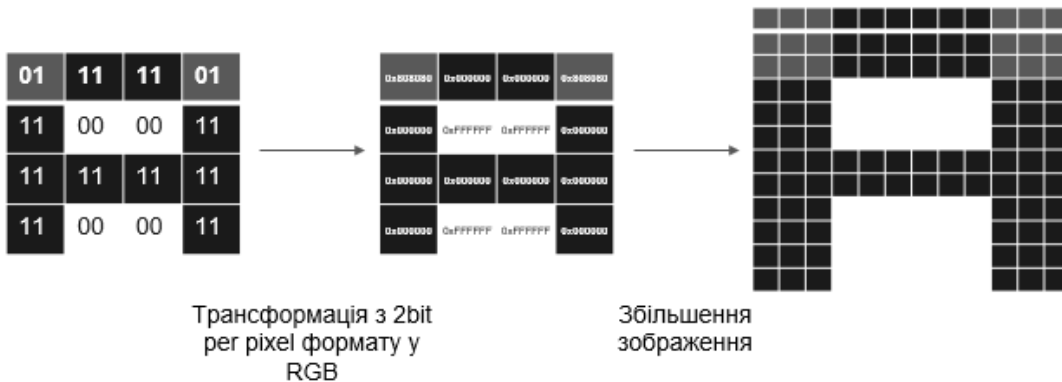 01 11 11 01
11 00 00 11
11 11 11 11
11 00 00 11
0x808080 0x000000 0x000000 0x808080
0x000000 0xFFFFFF 0xFFFFFF 0x000000
0x000000 0x000000 0x000000 0x000000
0x000000 0xFFFFFF 0xFFFFFF 0x000000
Трансформація з 2bit
per pixel формату у
RGB
Збільшення
зображення